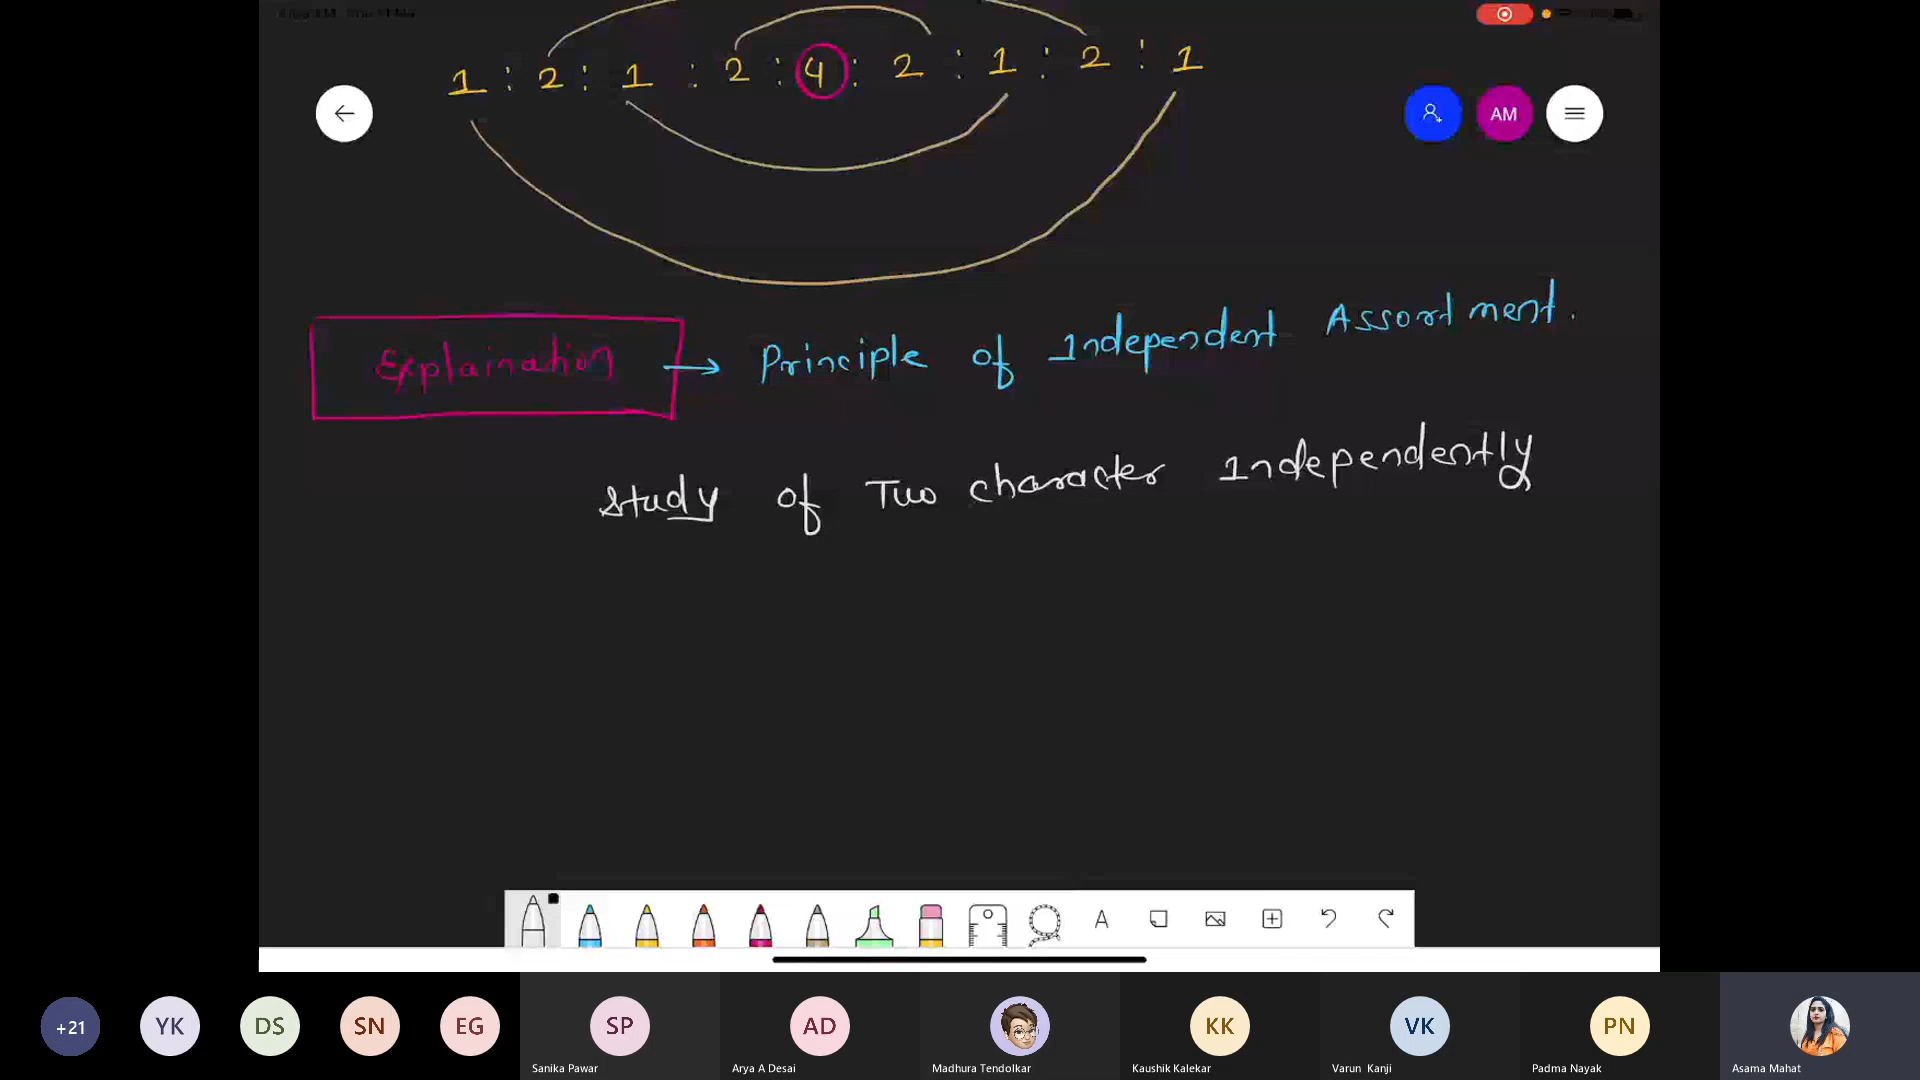 1 : 2 : 1 : 2 : 4 : 2 : 1 : 2 : 1
AM
Explaination → Principle of Independent Assortment.
Study of Two character Independently
A
+21 YK DS SN EG SP AD KK VK PN
Sanika Pawar Arya A Desai Madhura Tendolkar Kaushik Kalekar Varun Kanji Padma Nayak Asama Mahat